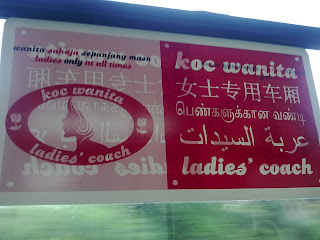 wanita sahaja sepanjang masa
ladies only at all times
koc wanita
ladies' coach
koc wanita
女士专用车厢
பெண்களுக்கான வண்டி
عربة السيدات
ladies' coach